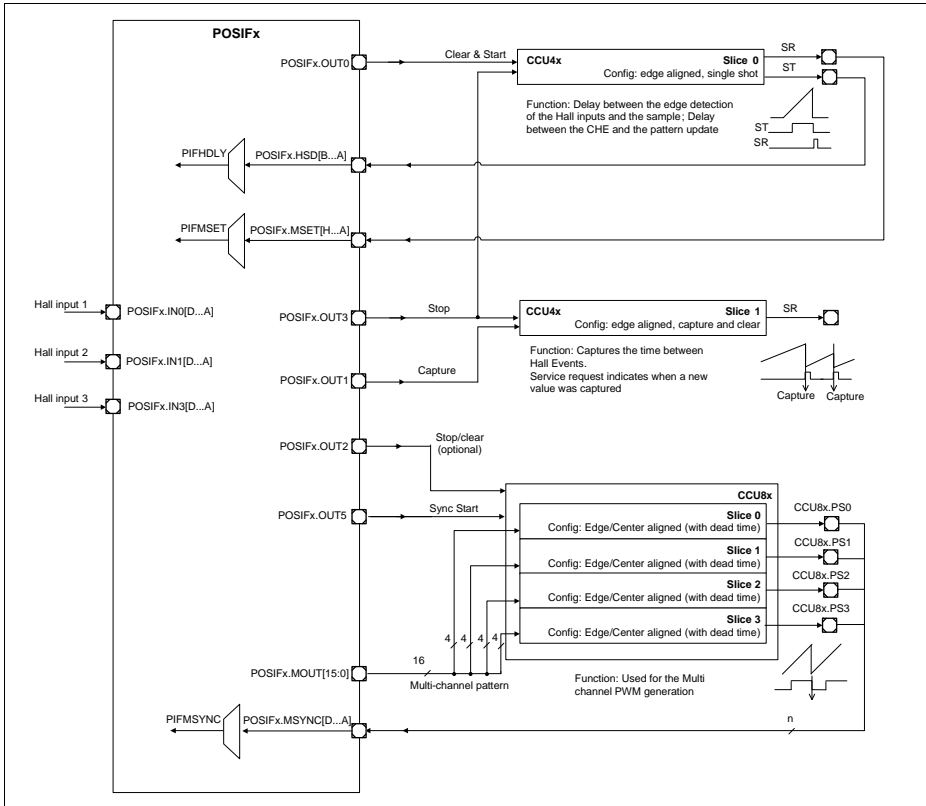 POSIFx
POSIFx.OUT0
Clear & Start
CCU4x
Slice 0
Config: edge aligned, single shot
SR
ST
Function: Delay between the edge detection
of the Hall inputs and the sample; Delay
between the CHE and the pattern update
ST
SR
PIFHDLY
POSIFx.HSD[B...A]
PIFMSET
POSIFx.MSET[H...A]
Hall input 1
POSIFx.IN0[D...A]
Hall input 2
POSIFx.IN1[D...A]
Hall input 3
POSIFx.IN3[D...A]
POSIFx.OUT3
Stop
CCU4x
Slice 1
Config: edge aligned, capture and clear
SR
POSIFx.OUT1
Capture
Function: Captures the time between
Hall Events.
Service request indicates when a new
value was captured
Capture
Capture
POSIFx.OUT2
Stop/clear
(optional)
POSIFx.OUT5
Sync Start
CCU8x
Slice 0
Config: Edge/Center aligned (with dead time)
Slice 1
Config: Edge/Center aligned (with dead time)
Slice 2
Config: Edge/Center aligned (with dead time)
Slice 3
Config: Edge/Center aligned (with dead time)
CCU8x.PS0
CCU8x.PS1
CCU8x.PS2
CCU8x.PS3
4
4
4
4
POSIFx.MOUT[15:0]
16
Multi-channel pattern
Function: Used for the Multi
channel PWM generation
PIFMSYNC
POSIFx.MSYNC[D...A]
n